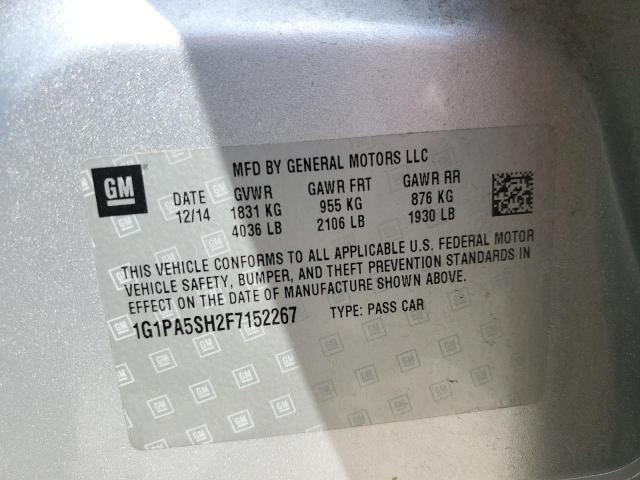 GM
MFD BY GENERAL MOTORS LLC
DATE GVWR GAWR FRT GAWR RR
12/14 1831 KG 955 KG 876 KG
4036 LB 2106 LB 1930 LB
THIS VEHICLE CONFORMS TO ALL APPLICABLE U.S. FEDERAL MOTOR
VEHICLE SAFETY, BUMPER, AND THEFT PREVENTION STANDARDS IN
EFFECT ON THE DATE OF MANUFACTURE SHOWN ABOVE.
1G1PA5SH2F7152267 TYPE: PASS CAR